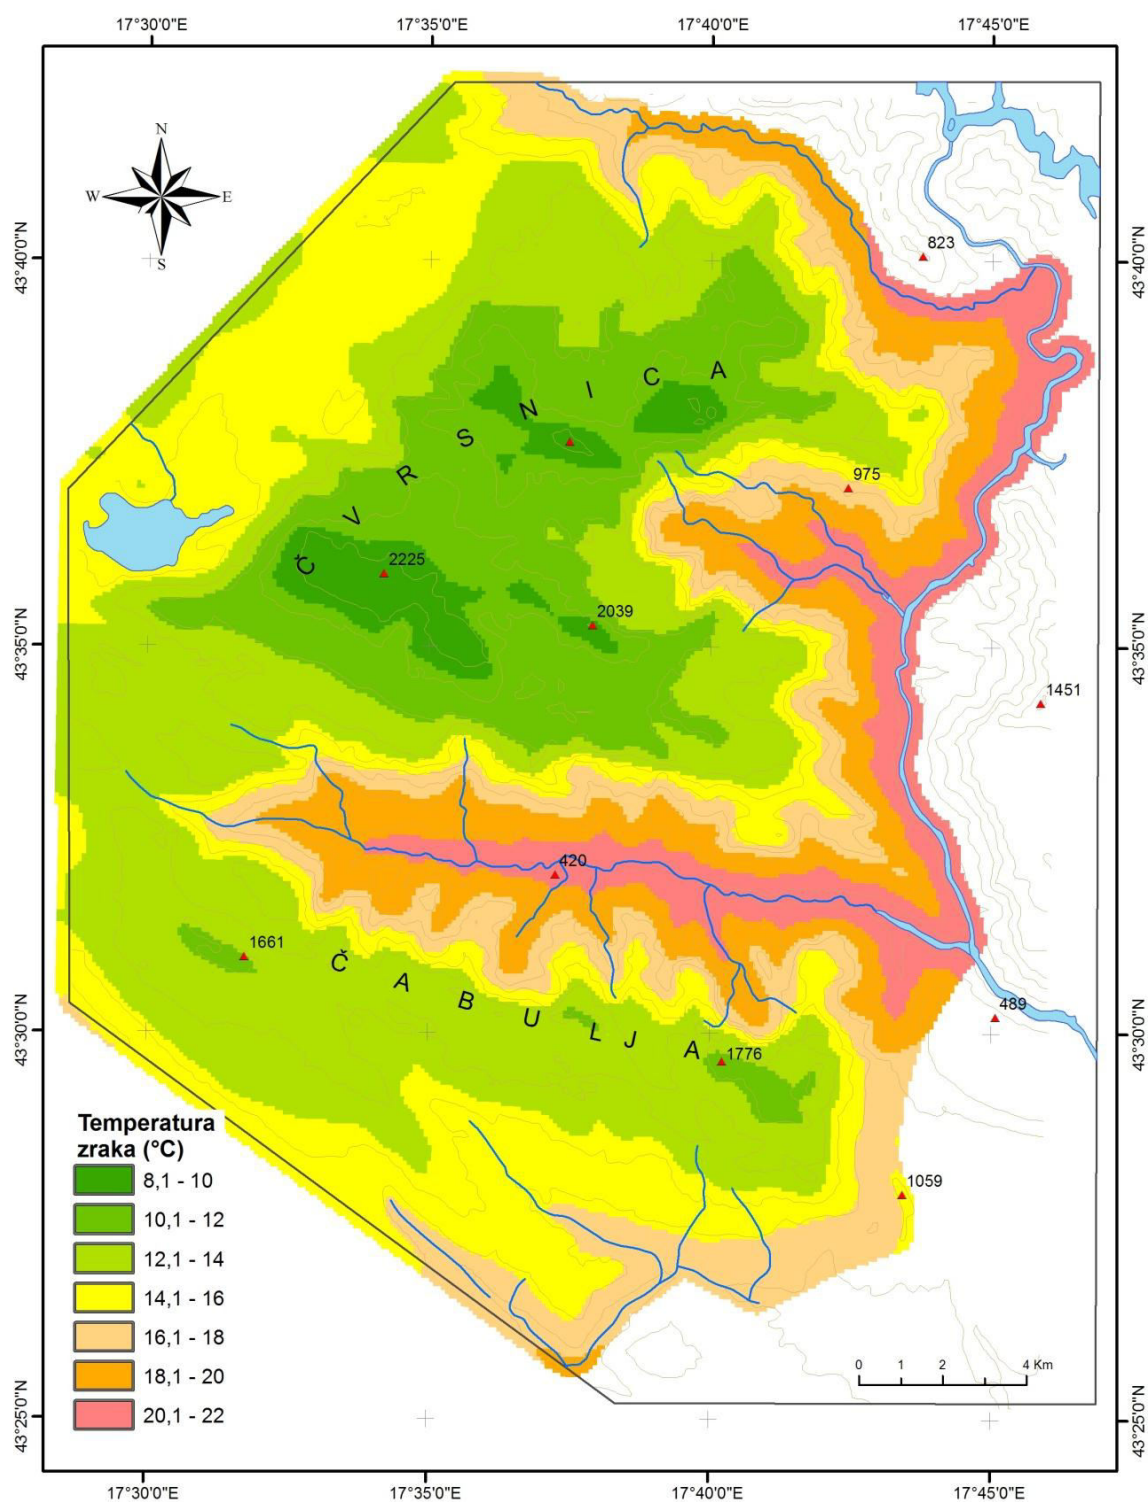 17°30'0"E 17°35'0"E 17°40'0"E 17°45'0"E
N
W E
S
43°40'0"N 43°40'0"N
823
ČVRSNICA
975
2225
2039
43°35'0"N 43°35'0"N
1451
420
1661
ČABULJA
489
43°30'0"N 43°30'0"N
1776
1059
Temperatura
zraka (°C)
8,1 - 10
10,1 - 12
12,1 - 14
14,1 - 16
16,1 - 18
18,1 - 20
20,1 - 22
0 1 2 4 Km
43°25'0"N 43°25'0"N
17°30'0"E 17°35'0"E 17°40'0"E 17°45'0"E